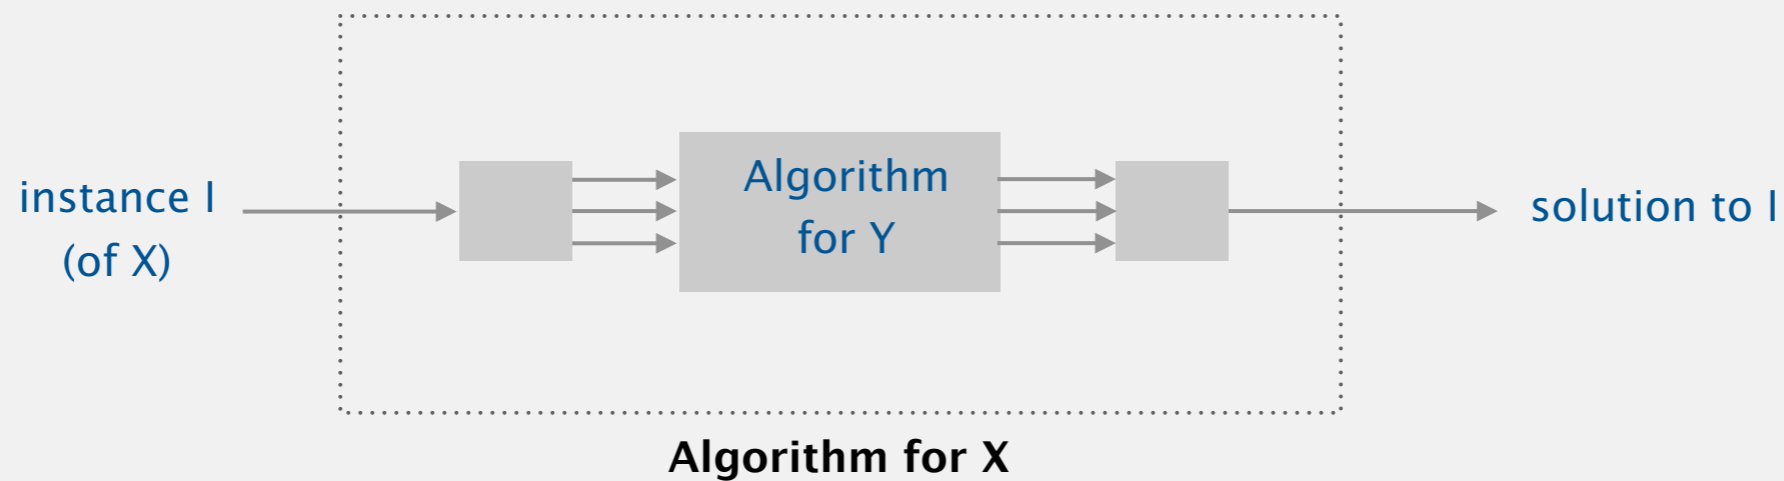 instance I
(of X)
Algorithm
for Y
solution to I
Algorithm for X